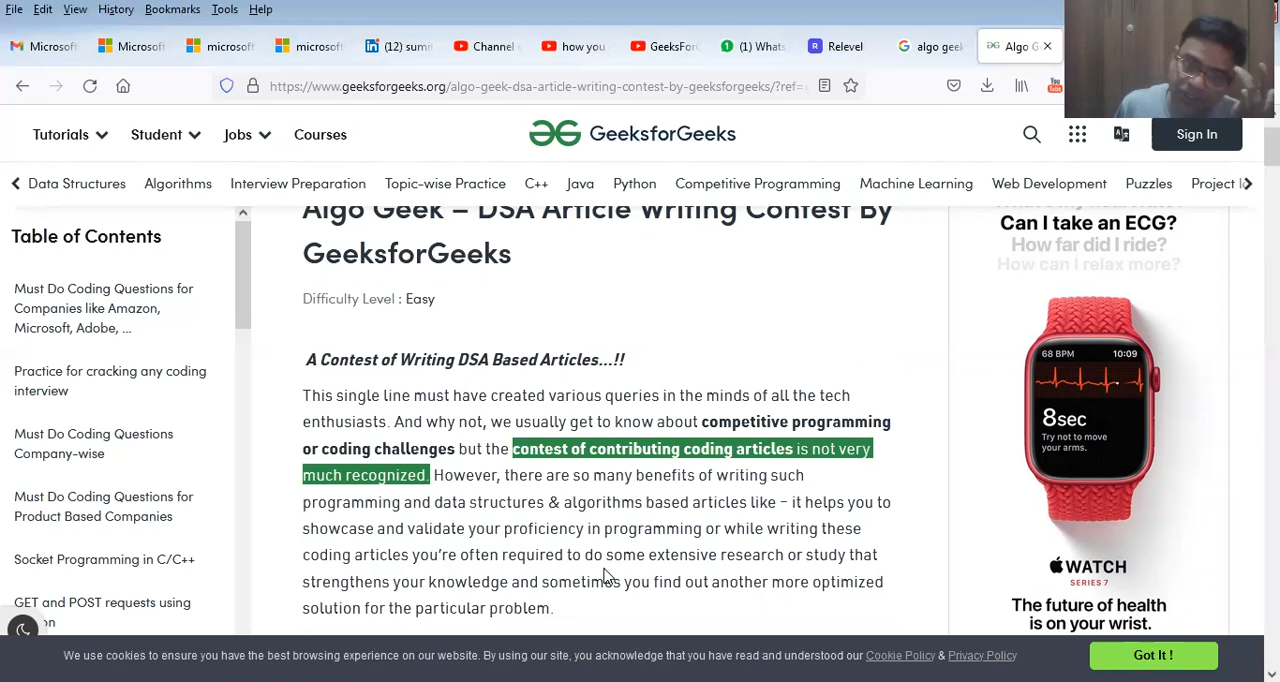 File Edit View History Bookmarks Tools Help
Microsoft Microsoft microsoft microsoft (12) sum Channel how you GeeksFor (1) Whats Relevel algo geek Algo G
https://www.geeksforgeeks.org/algo-geek-dsa-article-writing-contest-by-geeksforgeeks/?ref=
Tutorials Student Jobs Courses GeeksforGeeks Sign In
Data Structures Algorithms Interview Preparation Topic-wise Practice C++ Java Python Competitive Programming Machine Learning Web Development Puzzles Project
Table of Contents
Must Do Coding Questions for
Companies like Amazon,
Microsoft, Adobe, ...
Practice for cracking any coding
interview
Must Do Coding Questions
Company-wise
Must Do Coding Questions for
Product Based Companies
Socket Programming in C/C++
GET and POST requests using
Algo Geek – DSA Article Writing Contest By
GeeksforGeeks
Difficulty Level : Easy
A Contest of Writing DSA Based Articles...!!
This single line must have created various queries in the minds of all the tech
enthusiasts. And why not, we usually get to know about competitive programming
or coding challenges but the contest of contributing coding articles is not very
much recognized. However, there are so many benefits of writing such
programming and data structures & algorithms based articles like – it helps you to
showcase and validate your proficiency in programming or while writing these
coding articles you're often required to do some extensive research or study that
strengthens your knowledge and sometimes you find out another more optimized
solution for the particular problem.
Can I take an ECG?
How far did I ride?
How can I relax more?
68 BPM 10:09
8sec
Try not to move
your arms.
WATCH
SERIES 7
The future of health
is on your wrist.
We use cookies to ensure you have the best browsing experience on our website. By using our site, you acknowledge that you have read and understood our Cookie Policy & Privacy Policy
Got It !